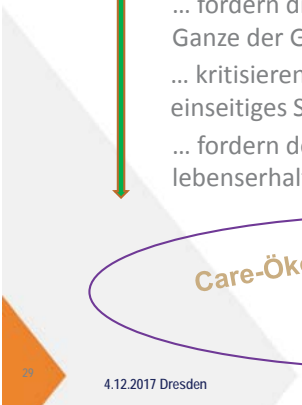 ... fordern d
Ganze der G
... kritisieren
einseitiges S
... fordern de
lebenserhal
Care-Öko
29
4.12.2017 Dresden